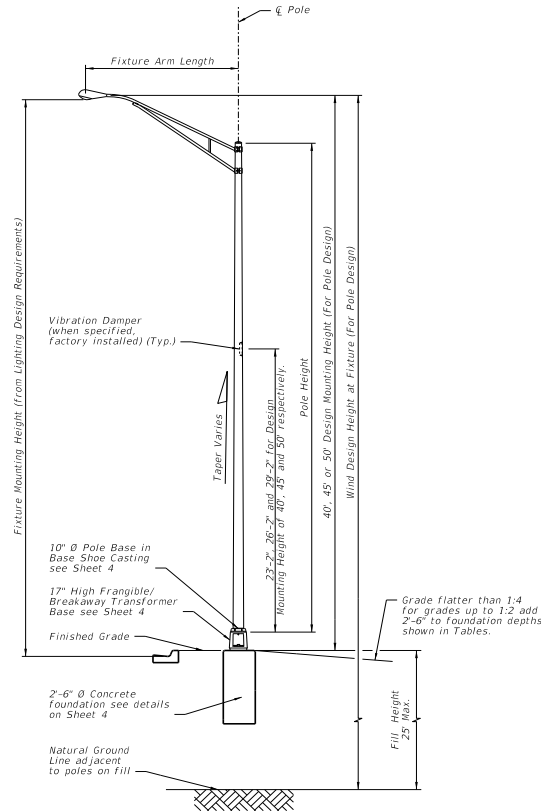 ℄ Pole
Fixture Arm Length
Fixture Mounting Height (from Lighting Design Requirements)
Vibration Damper
(when specified,
factory installed) (Typ.)
Taper Varies
23'-2", 26'-2" and 29'-2" for Design
Mounting Height of 40', 45' and 50' respectively.
Pole Height
40', 45' or 50' Design Mounting Height (For Pole Design)
Wind Design Height at Fixture (For Pole Design)
10" Ø Pole Base in
Base Shoe Casting
see Sheet 4
17" High Frangible/
Breakaway Transformer
Base see Sheet 4
Finished Grade
Grade flatter than 1:4
for grades up to 1:2 add
2'-6" to foundation depths
shown in Tables.
2'-6" Ø Concrete
foundation see details
on Sheet 4
Fill Height
25' Max.
Natural Ground
Line adjacent
to poles on fill